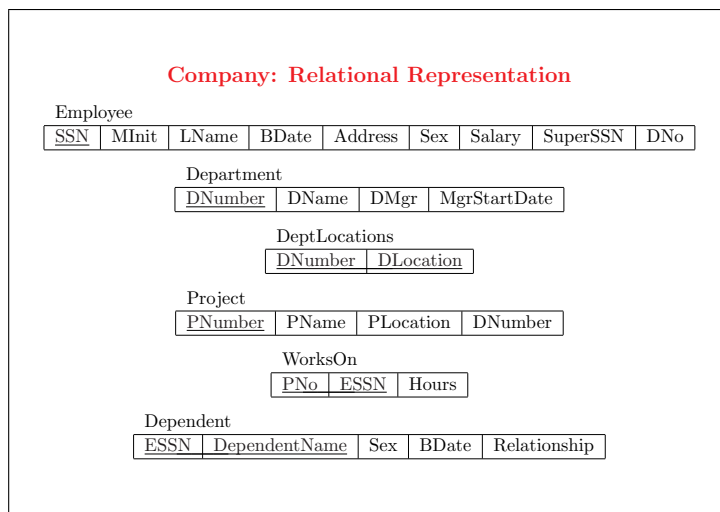 Company: Relational Representation
Employee
SSN MInit LName BDate Address Sex Salary SuperSSN DNo
Department
DNumber DName DMgr MgrStartDate
DeptLocations
DNumber DLocation
Project
PNumber PName PLocation DNumber
WorksOn
PNo ESSN Hours
Dependent
ESSN DependentName Sex BDate Relationship